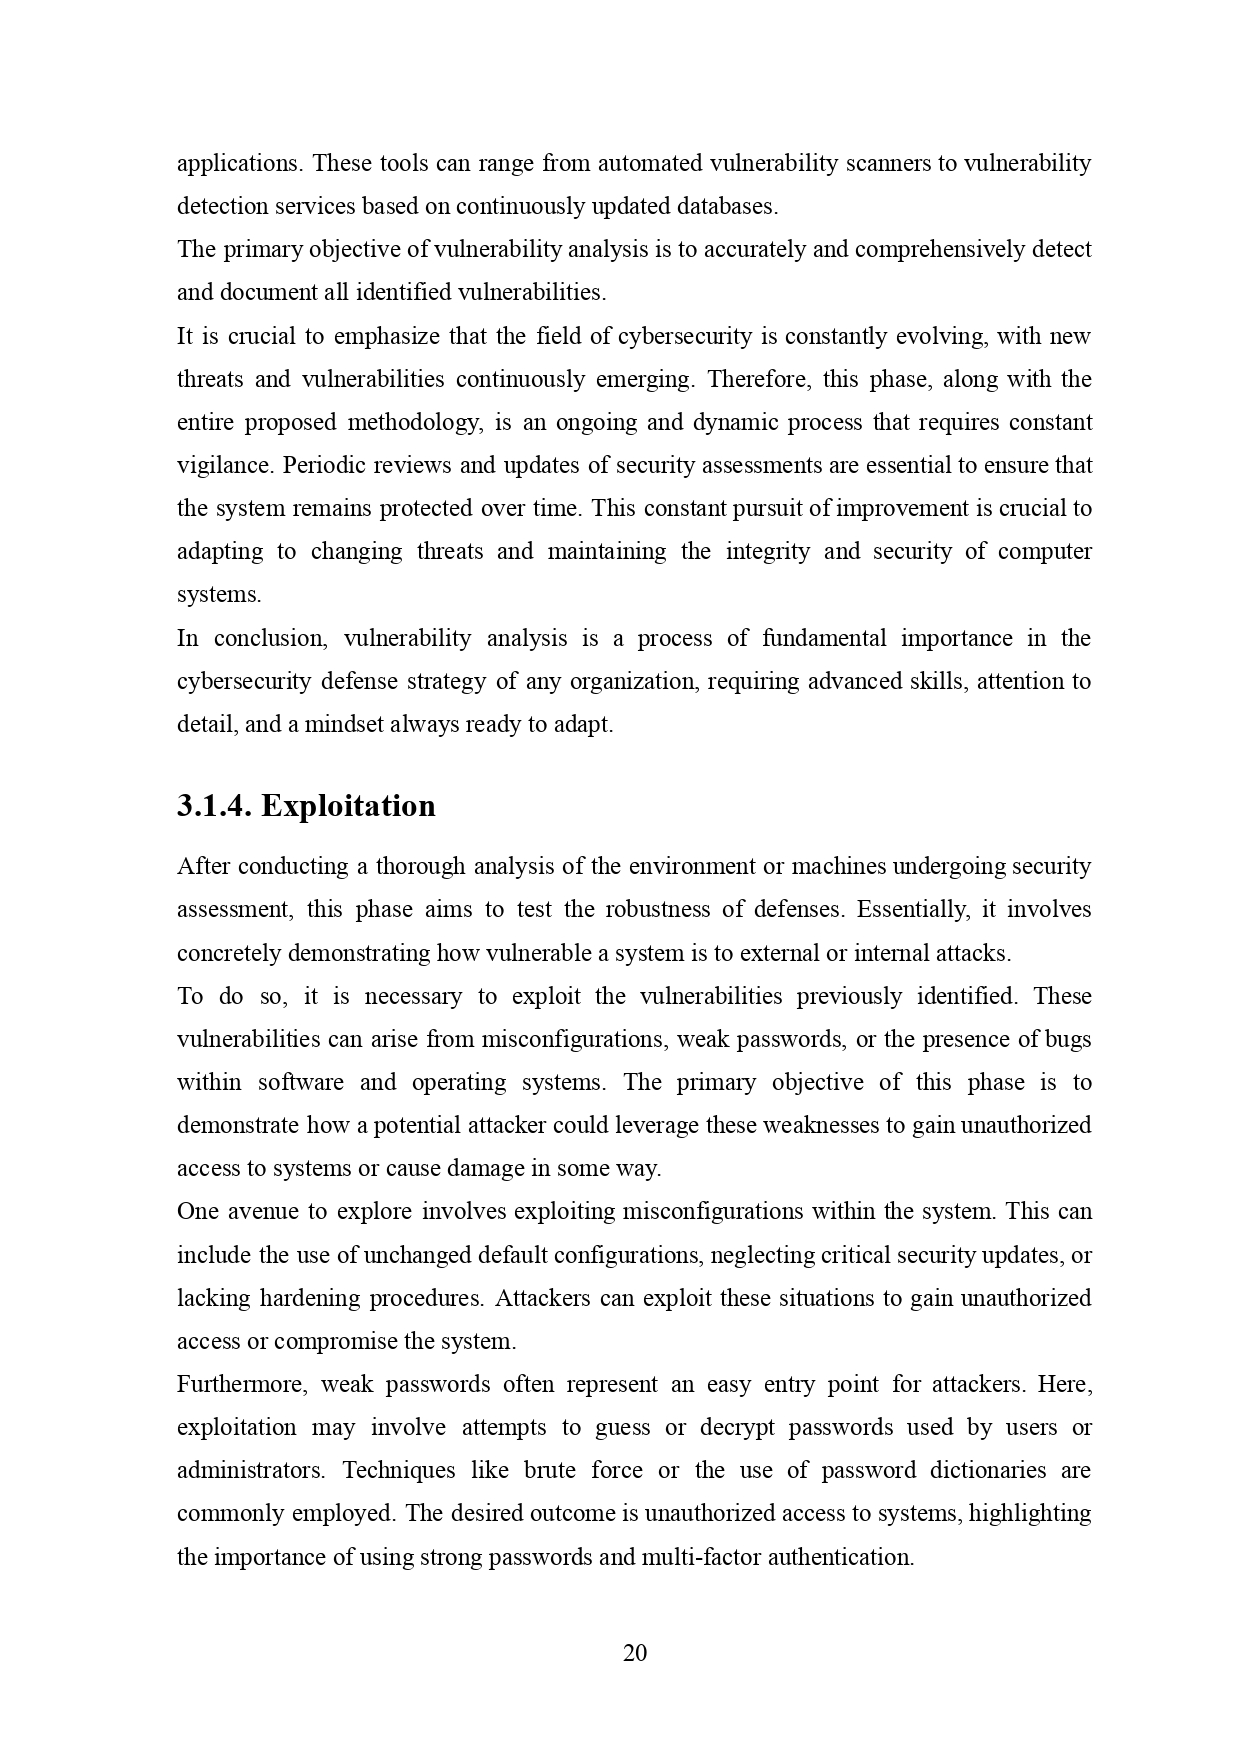 applications. These tools can range from automated vulnerability scanners to vulnerability
detection services based on continuously updated databases.
The primary objective of vulnerability analysis is to accurately and comprehensively detect
and document all identified vulnerabilities.
It is crucial to emphasize that the field of cybersecurity is constantly evolving, with new
threats and vulnerabilities continuously emerging. Therefore, this phase, along with the
entire proposed methodology, is an ongoing and dynamic process that requires constant
vigilance. Periodic reviews and updates of security assessments are essential to ensure that
the system remains protected over time. This constant pursuit of improvement is crucial to
adapting to changing threats and maintaining the integrity and security of computer
systems.
In conclusion, vulnerability analysis is a process of fundamental importance in the
cybersecurity defense strategy of any organization, requiring advanced skills, attention to
detail, and a mindset always ready to adapt.
3.1.4. Exploitation
After conducting a thorough analysis of the environment or machines undergoing security
assessment, this phase aims to test the robustness of defenses. Essentially, it involves
concretely demonstrating how vulnerable a system is to external or internal attacks.
To do so, it is necessary to exploit the vulnerabilities previously identified. These
vulnerabilities can arise from misconfigurations, weak passwords, or the presence of bugs
within software and operating systems. The primary objective of this phase is to
demonstrate how a potential attacker could leverage these weaknesses to gain unauthorized
access to systems or cause damage in some way.
One avenue to explore involves exploiting misconfigurations within the system. This can
include the use of unchanged default configurations, neglecting critical security updates, or
lacking hardening procedures. Attackers can exploit these situations to gain unauthorized
access or compromise the system.
Furthermore, weak passwords often represent an easy entry point for attackers. Here,
exploitation may involve attempts to guess or decrypt passwords used by users or
administrators. Techniques like brute force or the use of password dictionaries are
commonly employed. The desired outcome is unauthorized access to systems, highlighting
the importance of using strong passwords and multi-factor authentication.
20